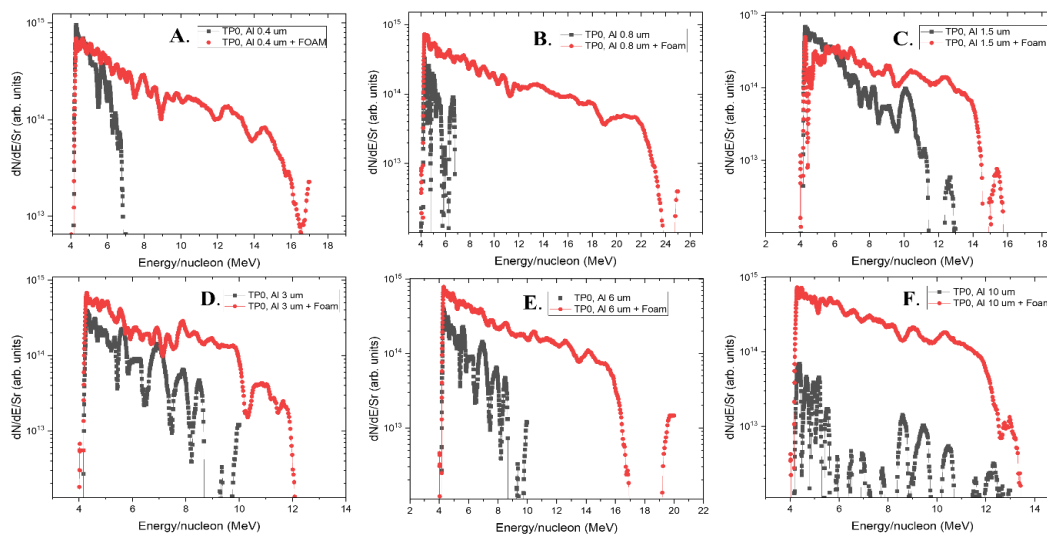 A.
TP0, Al 0.4 um
TP0, Al 0.4 um + FOAM
dN/dE/Sr (arb. units)
10^15
10^14
10^13
4 6 8 10 12 14 16 18
Energy/nucleon (MeV)
B.
TP0, Al 0.8 um
TP0, Al 0.8 um + Foam
dN/dE/Sr (arb. units)
10^15
10^14
10^13
4 6 8 10 12 14 16 18 20 22 24 26
Energy/nucleon (MeV)
C.
TP0, Al 1.5 um
TP0, Al 1.5 um + Foam
dN/dE/Sr (arb. units)
10^15
10^14
10^13
2 4 6 8 10 12 14 16 18
Energy/nucleon (MeV)
D.
TP0, Al 3 um
TP0, Al 3 um + Foam
dN/dE/Sr (arb. units)
10^15
10^14
10^13
2 4 6 8 10 12 14
Energy/nucleon (MeV)
E.
TP0, Al 6 um
TP0, Al 6 um + Foam
dN/dE/Sr (arb. units)
10^15
10^14
10^13
2 4 6 8 10 12 14 16 18 20 22
Energy/nucleon (MeV)
F.
TP0, Al 10 um
TP0, Al 10 um + Foam
dN/dE/Sr (arb. units)
10^15
10^14
10^13
4 6 8 10 12 14
Energy/nucleon (MeV)